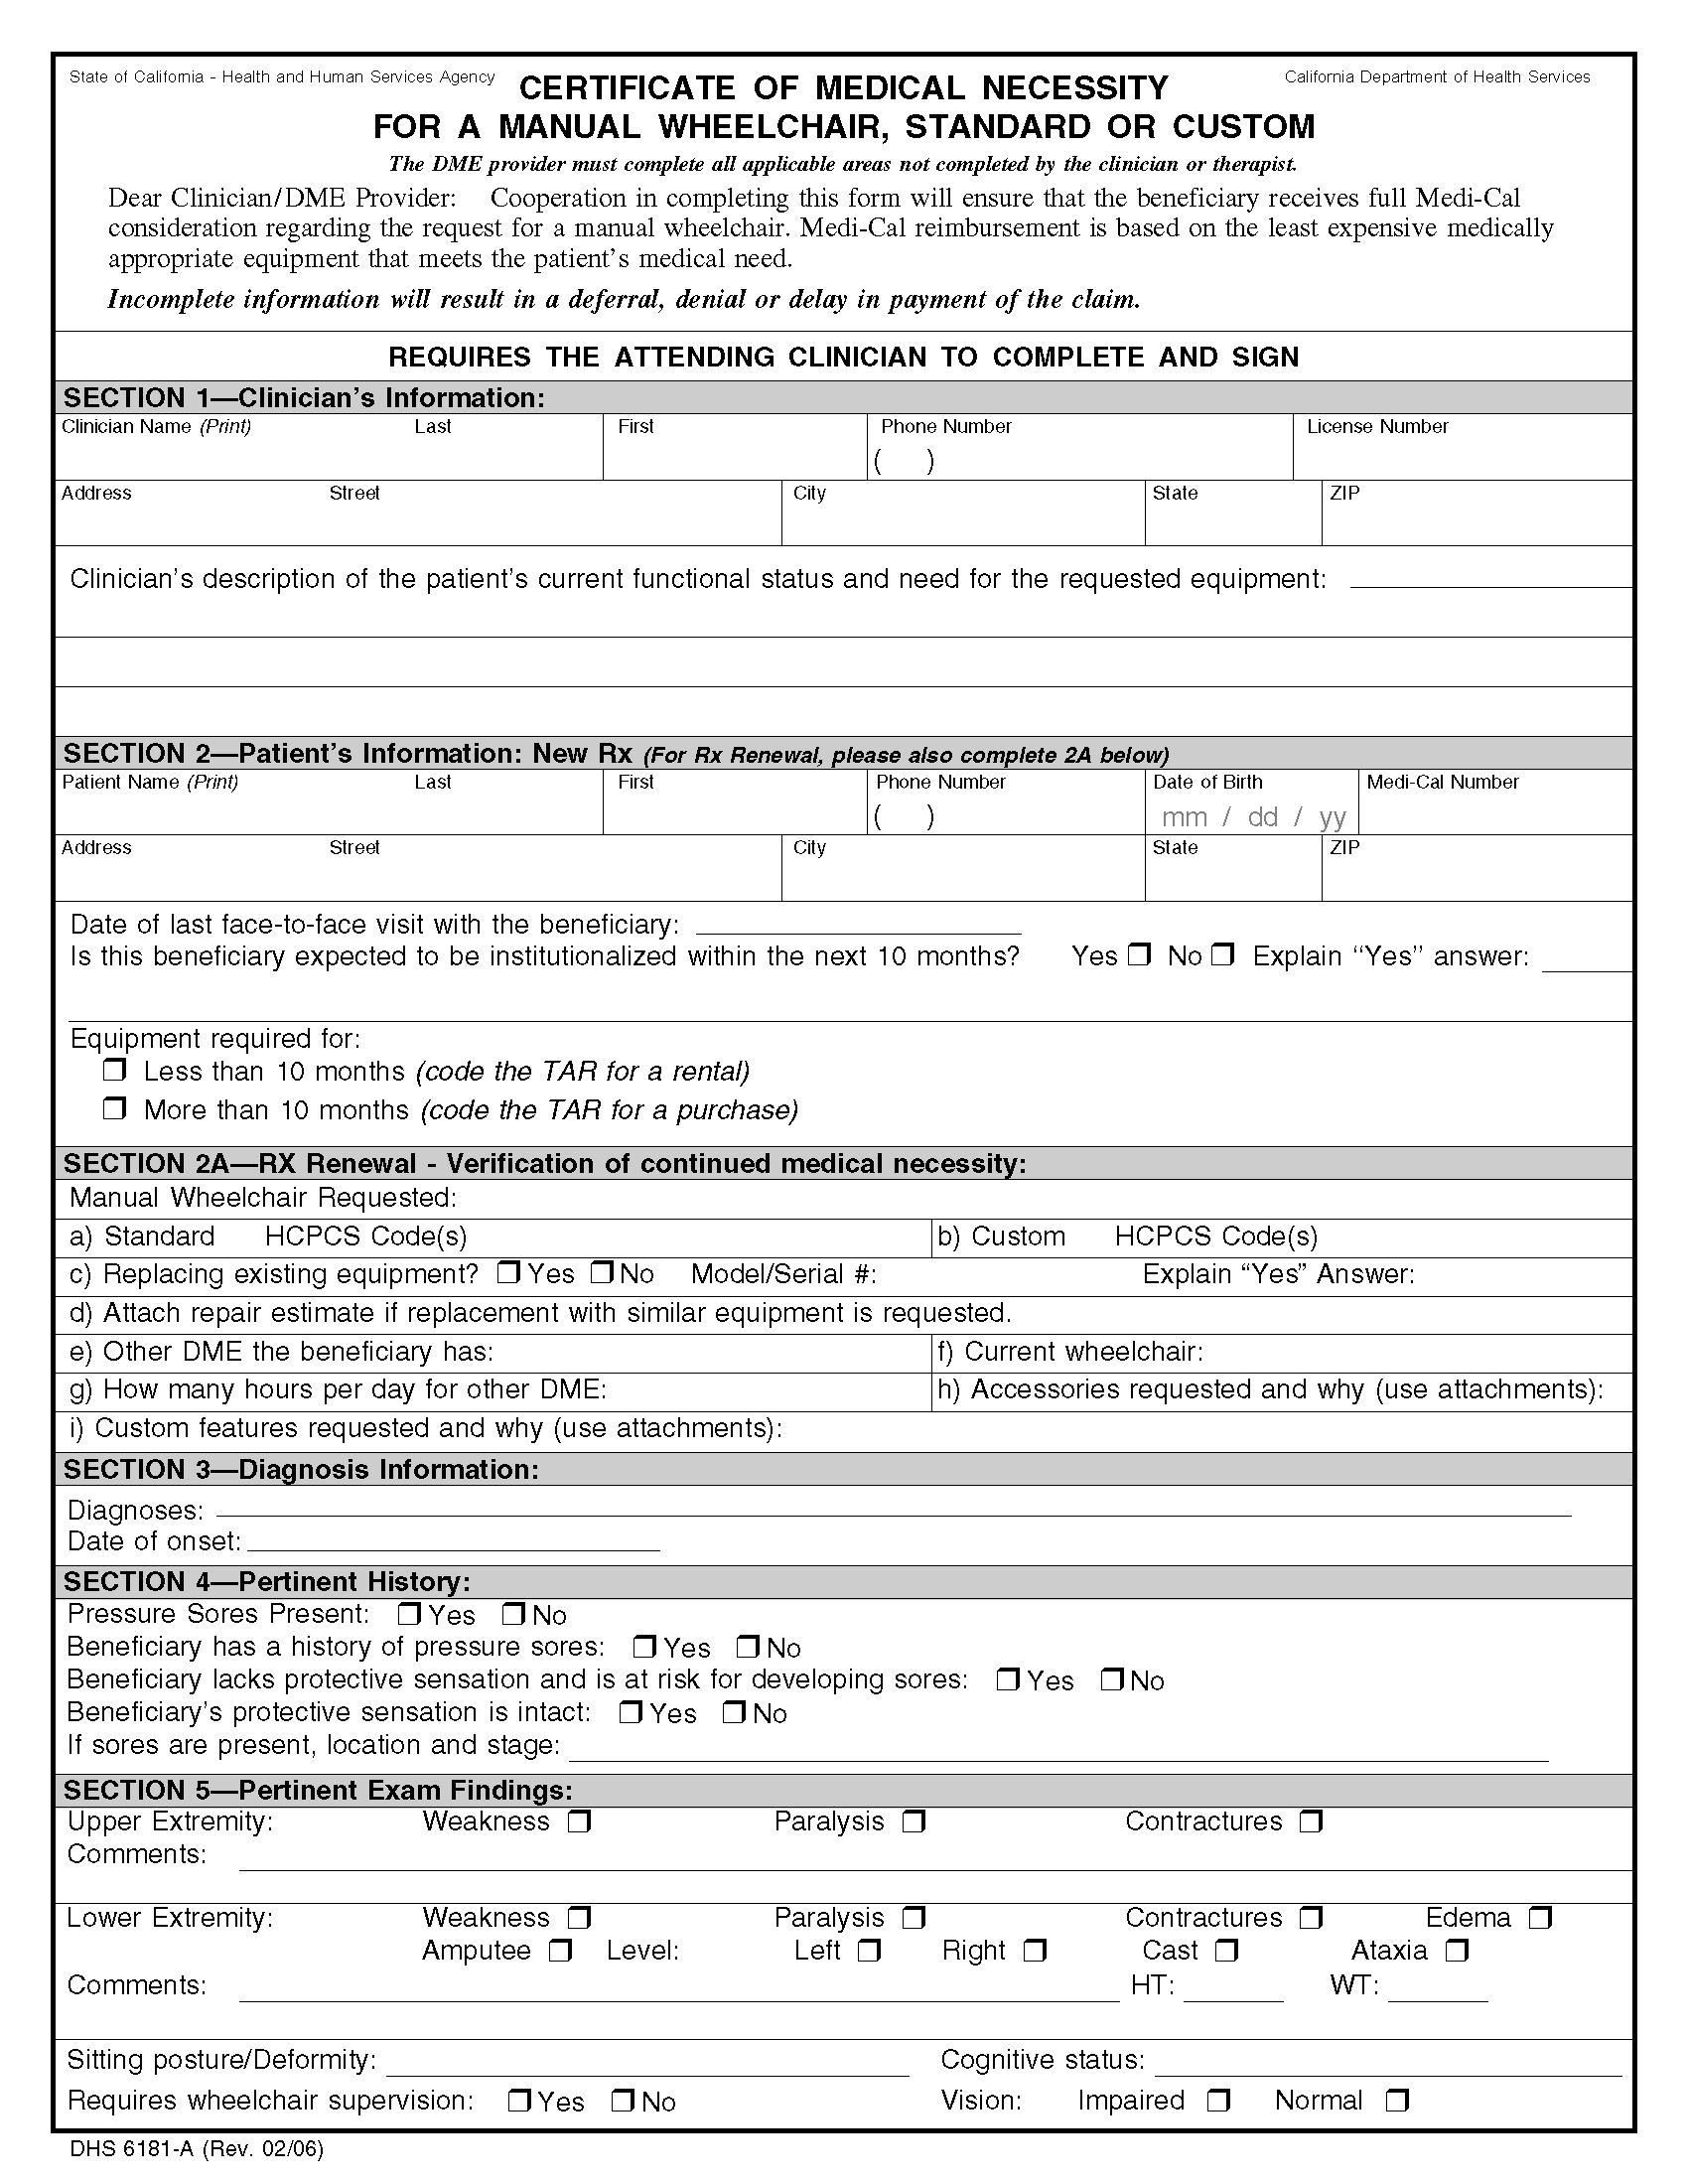 State of California - Health and Human Services Agency
California Department of Health Services
CERTIFICATE OF MEDICAL NECESSITY
FOR A MANUAL WHEELCHAIR, STANDARD OR CUSTOM
The DME provider must complete all applicable areas not completed by the clinician or therapist.
Dear Clinician/DME Provider: Cooperation in completing this form will ensure that the beneficiary receives full Medi-Cal
consideration regarding the request for a manual wheelchair. Medi-Cal reimbursement is based on the least expensive medically
appropriate equipment that meets the patient’s medical need.
Incomplete information will result in a deferral, denial or delay in payment of the claim.
REQUIRES THE ATTENDING CLINICIAN TO COMPLETE AND SIGN
SECTION 1—Clinician’s Information:
Clinician Name (Print) Last First Phone Number License Number
( )
Address Street City State ZIP
Clinician’s description of the patient’s current functional status and need for the requested equipment:
SECTION 2—Patient’s Information: New Rx (For Rx Renewal, please also complete 2A below)
Patient Name (Print) Last First Phone Number Date of Birth Medi-Cal Number
( ) mm / dd / yy
Address Street City State ZIP
Date of last face-to-face visit with the beneficiary:
Is this beneficiary expected to be institutionalized within the next 10 months? Yes ❒ No ❒ Explain “Yes” answer:
Equipment required for:
❒ Less than 10 months (code the TAR for a rental)
❒ More than 10 months (code the TAR for a purchase)
SECTION 2A—RX Renewal - Verification of continued medical necessity:
Manual Wheelchair Requested:
a) Standard HCPCS Code(s) b) Custom HCPCS Code(s)
c) Replacing existing equipment? ❒ Yes ❒ No Model/Serial #: Explain “Yes” Answer:
d) Attach repair estimate if replacement with similar equipment is requested.
e) Other DME the beneficiary has: f) Current wheelchair:
g) How many hours per day for other DME: h) Accessories requested and why (use attachments):
i) Custom features requested and why (use attachments):
SECTION 3—Diagnosis Information:
Diagnoses:
Date of onset:
SECTION 4—Pertinent History:
Pressure Sores Present: ❒ Yes ❒ No
Beneficiary has a history of pressure sores: ❒ Yes ❒ No
Beneficiary lacks protective sensation and is at risk for developing sores: ❒ Yes ❒ No
Beneficiary’s protective sensation is intact: ❒ Yes ❒ No
If sores are present, location and stage:
SECTION 5—Pertinent Exam Findings:
Upper Extremity: Weakness ❒ Paralysis ❒ Contractures ❒
Comments:
Lower Extremity: Weakness ❒ Paralysis ❒ Contractures ❒ Edema ❒
Amputee ❒ Level: Left ❒ Right ❒ Cast ❒ Ataxia ❒
Comments: HT: WT:
Sitting posture/Deformity: Cognitive status:
Requires wheelchair supervision: ❒ Yes ❒ No Vision: Impaired ❒ Normal ❒
DHS 6181-A (Rev. 02/06)